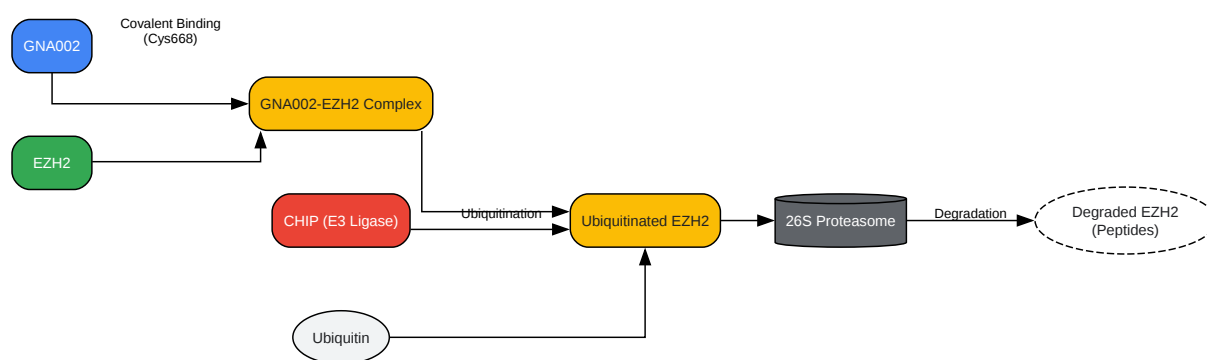 Covalent Binding
(Cys668)
GNA002
GNA002-EZH2 Complex
EZH2
CHIP (E3 Ligase)
Ubiquitination
Ubiquitinated EZH2
26S Proteasome
Degradation
Degraded EZH2
(Peptides)
Ubiquitin